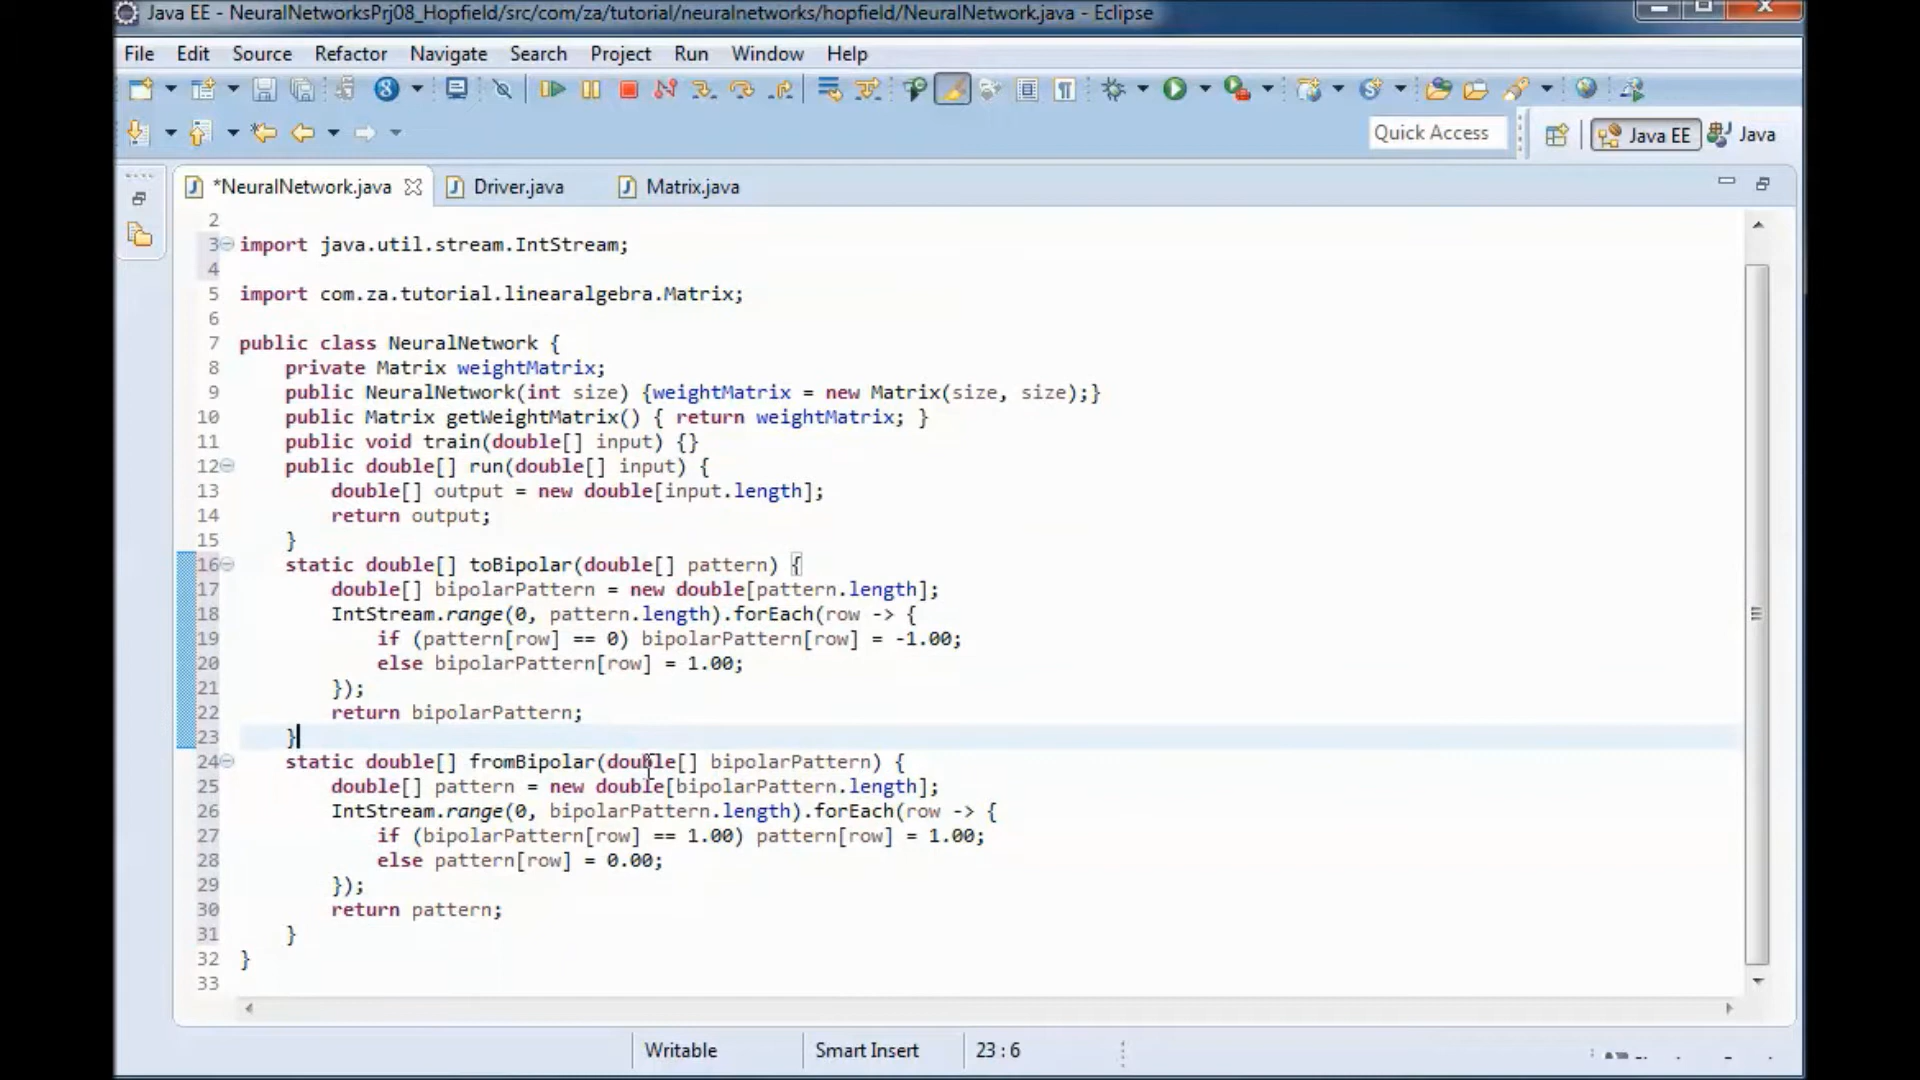 Java EE - NeuralNetworksPrj08_Hopfield/src/com/za/tutorial/neuralnetworks/hopfield/NeuralNetwork.java - Eclipse
File Edit Source Refactor Navigate Search Project Run Window Help
Quick Access Java EE Java
*NeuralNetwork.java Driver.java Matrix.java
2
3 import java.util.stream.IntStream;
4
5 import com.za.tutorial.linearalgebra.Matrix;
6
7 public class NeuralNetwork {
8     private Matrix weightMatrix;
9     public NeuralNetwork(int size) {weightMatrix = new Matrix(size, size);}
10     public Matrix getWeightMatrix() { return weightMatrix; }
11     public void train(double[] input) {}
12     public double[] run(double[] input) {
13         double[] output = new double[input.length];
14         return output;
15     }
16     static double[] toBipolar(double[] pattern) {
17         double[] bipolarPattern = new double[pattern.length];
18         IntStream.range(0, pattern.length).forEach(row -> {
19             if (pattern[row] == 0) bipolarPattern[row] = -1.00;
20             else bipolarPattern[row] = 1.00;
21         });
22         return bipolarPattern;
23     }
24     static double[] fromBipolar(double[] bipolarPattern) {
25         double[] pattern = new double[bipolarPattern.length];
26         IntStream.range(0, bipolarPattern.length).forEach(row -> {
27             if (bipolarPattern[row] == 1.00) pattern[row] = 1.00;
28             else pattern[row] = 0.00;
29         });
30         return pattern;
31     }
32 }
33
Writable Smart Insert 23 : 6